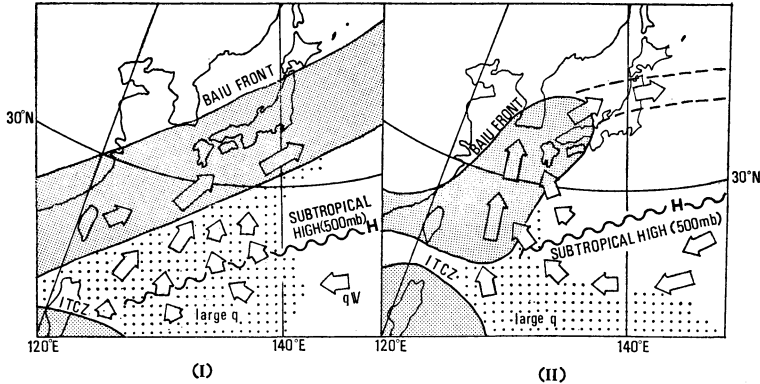 BAIU FRONT
30°N
SUBTROPICAL
HIGH(500mb)
H
ITCZ
large q
qV
120°E
140°E
(I)
BAIU FRONT
30°N
H
SUBTROPICAL HIGH (500mb)
ITCZ
large q
120°E
140°E
(II)